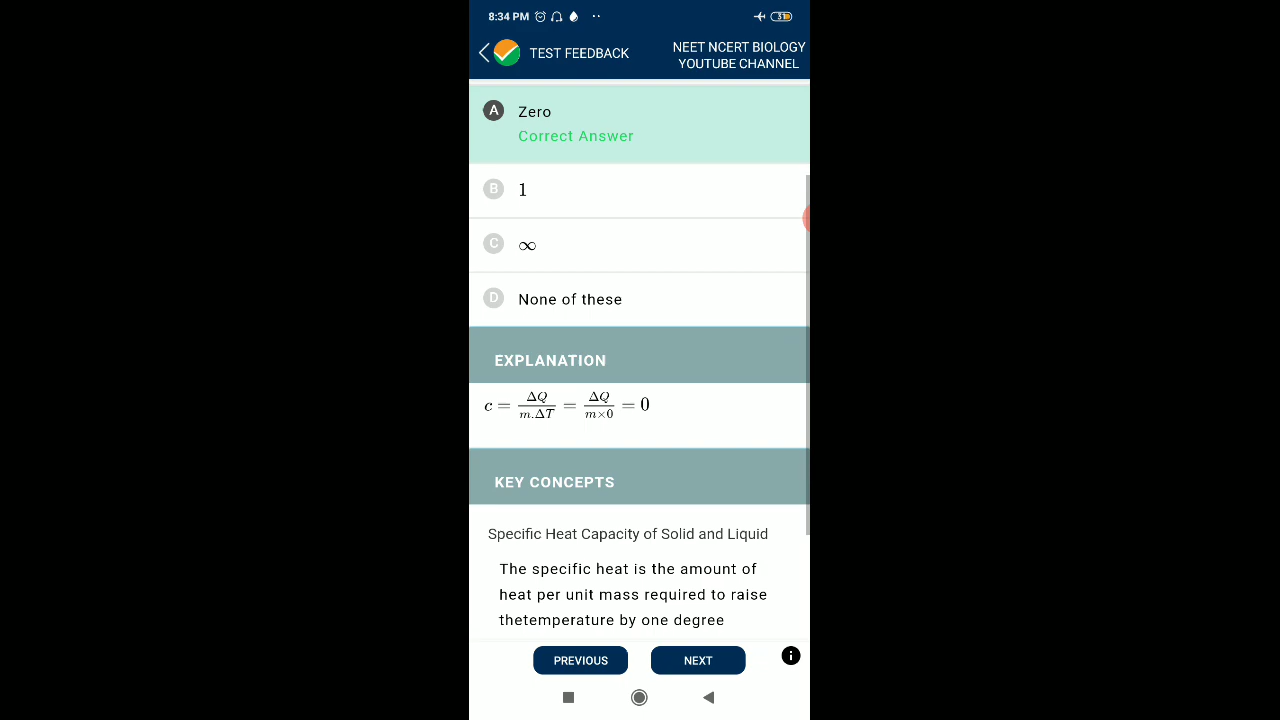 8:34 PM
31
TEST FEEDBACK
NEET NCERT BIOLOGY
YOUTUBE CHANNEL
A Zero
Correct Answer
B 1
C ∞
D None of these
EXPLANATION
c = ΔQ/m.ΔT = ΔQ/m×0 = 0
KEY CONCEPTS
Specific Heat Capacity of Solid and Liquid
The specific heat is the amount of
heat per unit mass required to raise
thetemperature by one degree
PREVIOUS NEXT
i